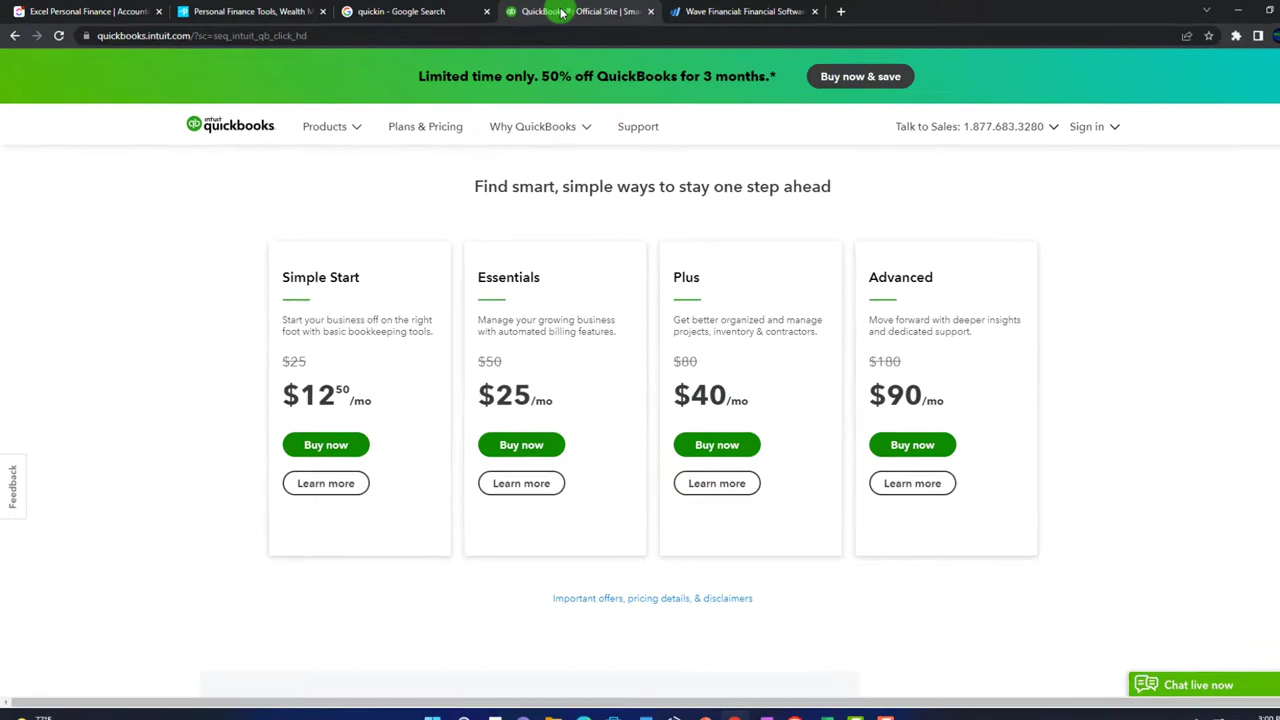 Excel Personal Finance | Account
Personal Finance Tools, Wealth M
quickin - Google Search
Official Site | Sma
Wave Financial: Financial Softwa
quickbooks.intuit.com/?sc=seq_intuit_qb_click_hd
Limited time only. 50% off QuickBooks for 3 months.*
Buy now & save
intuit
quickbooks.
Products
Plans & Pricing
Why QuickBooks
Support
Talk to Sales: 1.877.683.3280
Sign in
Find smart, simple ways to stay one step ahead
Simple Start
Start your business off on the right
foot with basic bookkeeping tools.
$25
$12 50 /mo
Buy now
Learn more
Essentials
Manage your growing business
with automated billing features.
$50
$25/mo
Buy now
Learn more
Plus
Get better organized and manage
projects, inventory & contractors.
$80
$40/mo
Buy now
Learn more
Advanced
Move forward with deeper insights
and dedicated support.
$180
$90/mo
Buy now
Learn more
Feedback
Important offers, pricing details, & disclaimers
Chat live now